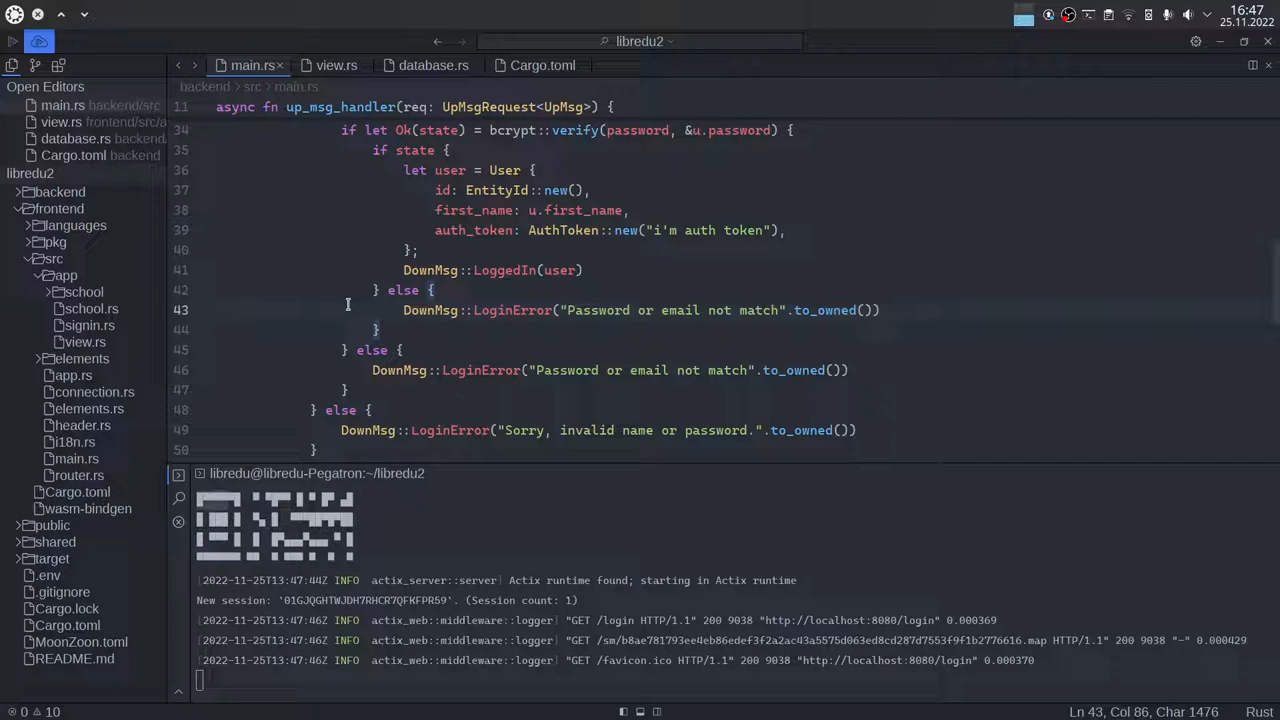 16:47
25.11.2022
libredu2
main.rs
view.rs
database.rs
Cargo.toml
Open Editors
main.rs backend/src
view.rs frontend/src/a
database.rs backend/
Cargo.toml backend
libredu2
backend
frontend
languages
pkg
src
app
school
school.rs
signin.rs
view.rs
elements
app.rs
connection.rs
elements.rs
header.rs
i18n.rs
main.rs
router.rs
Cargo.toml
wasm-bindgen
public
shared
target
.env
.gitignore
Cargo.lock
Cargo.toml
MoonZoon.toml
README.md
backend src main.rs
11 async fn up_msg_handler(req: UpMsgRequest<UpMsg>) {
34 if let Ok(state) = bcrypt::verify(password, &u.password) {
35 if state {
36 let user = User {
37 id: EntityId::new(),
38 first_name: u.first_name,
39 auth_token: AuthToken::new("i'm auth token"),
40 };
41 DownMsg::LoggedIn(user)
42 } else {
43 DownMsg::LoginError("Password or email not match".to_owned())
44 }
45 } else {
46 DownMsg::LoginError("Password or email not match".to_owned())
47 }
48 } else {
49 DownMsg::LoginError("Sorry, invalid name or password.".to_owned())
50 }
libredu@libredu-Pegatron:~/libredu2
[2022-11-25T13:47:44Z INFO actix_server::server] Actix runtime found; starting in Actix runtime
New session: `01GJQGHTWJDH7RHCR7QFKFPR59`. (Session count: 1)
[2022-11-25T13:47:46Z INFO actix_web::middleware::logger] "GET /login HTTP/1.1" 200 9038 "http://localhost:8080/login" 0.000369
[2022-11-25T13:47:46Z INFO actix_web::middleware::logger] "GET /sm/b8ae781793ee4eb86edef3f2a2ac43a5575d063ed8cd287d7553f9f1b2776616.map HTTP/1.1" 200 9038 "-" 0.000429
[2022-11-25T13:47:46Z INFO actix_web::middleware::logger] "GET /favicon.ico HTTP/1.1" 200 9038 "http://localhost:8080/login" 0.000370
0 10
Ln 43, Col 86, Char 1476
Rust